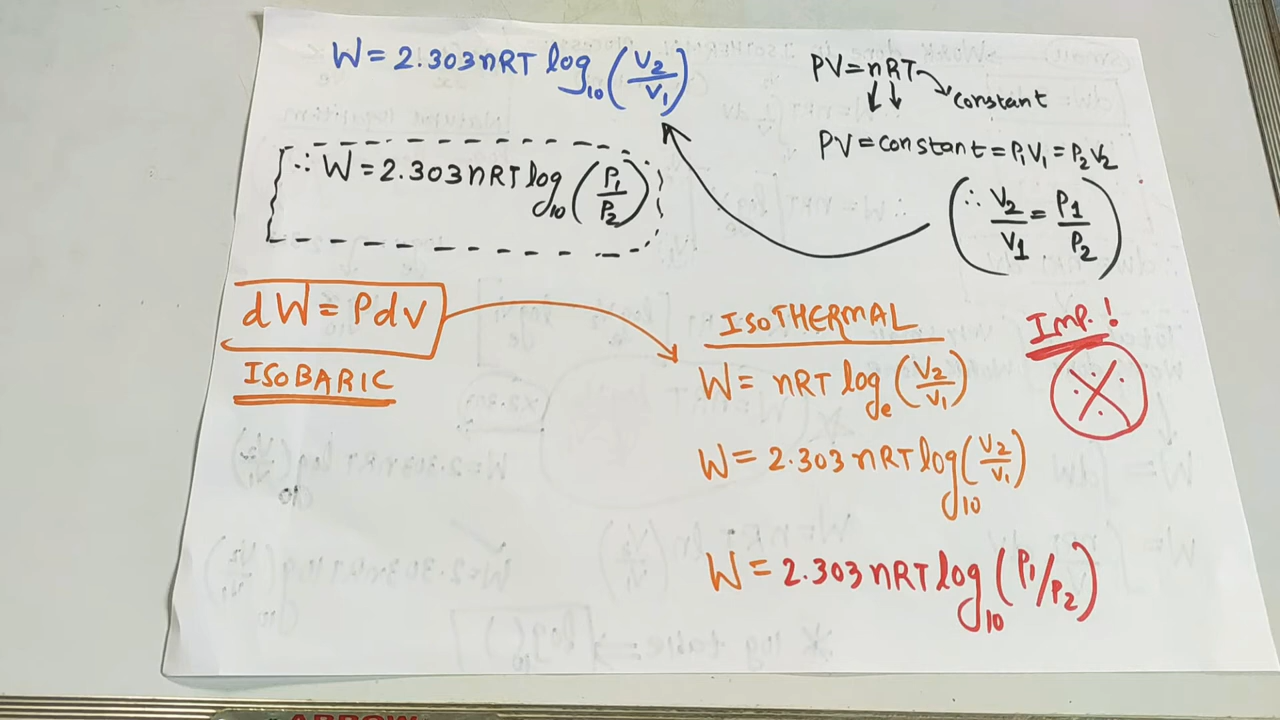 W = 2.303nRT log₁₀ (V₂/V₁)
PV = nRT
constant
PV = constant = P₁V₁ = P₂V₂
∴ W = 2.303nRT log₁₀ (P₁/P₂)
(∴ V₂/V₁ = P₁/P₂)
dW = PdV
ISOBARIC
ISOTHERMAL
IMP. !
W = nRT logₑ (V₂/V₁)
W = 2.303 nRT log₁₀ (V₂/V₁)
W = 2.303 nRT log₁₀ (P₁/P₂)
ARROW